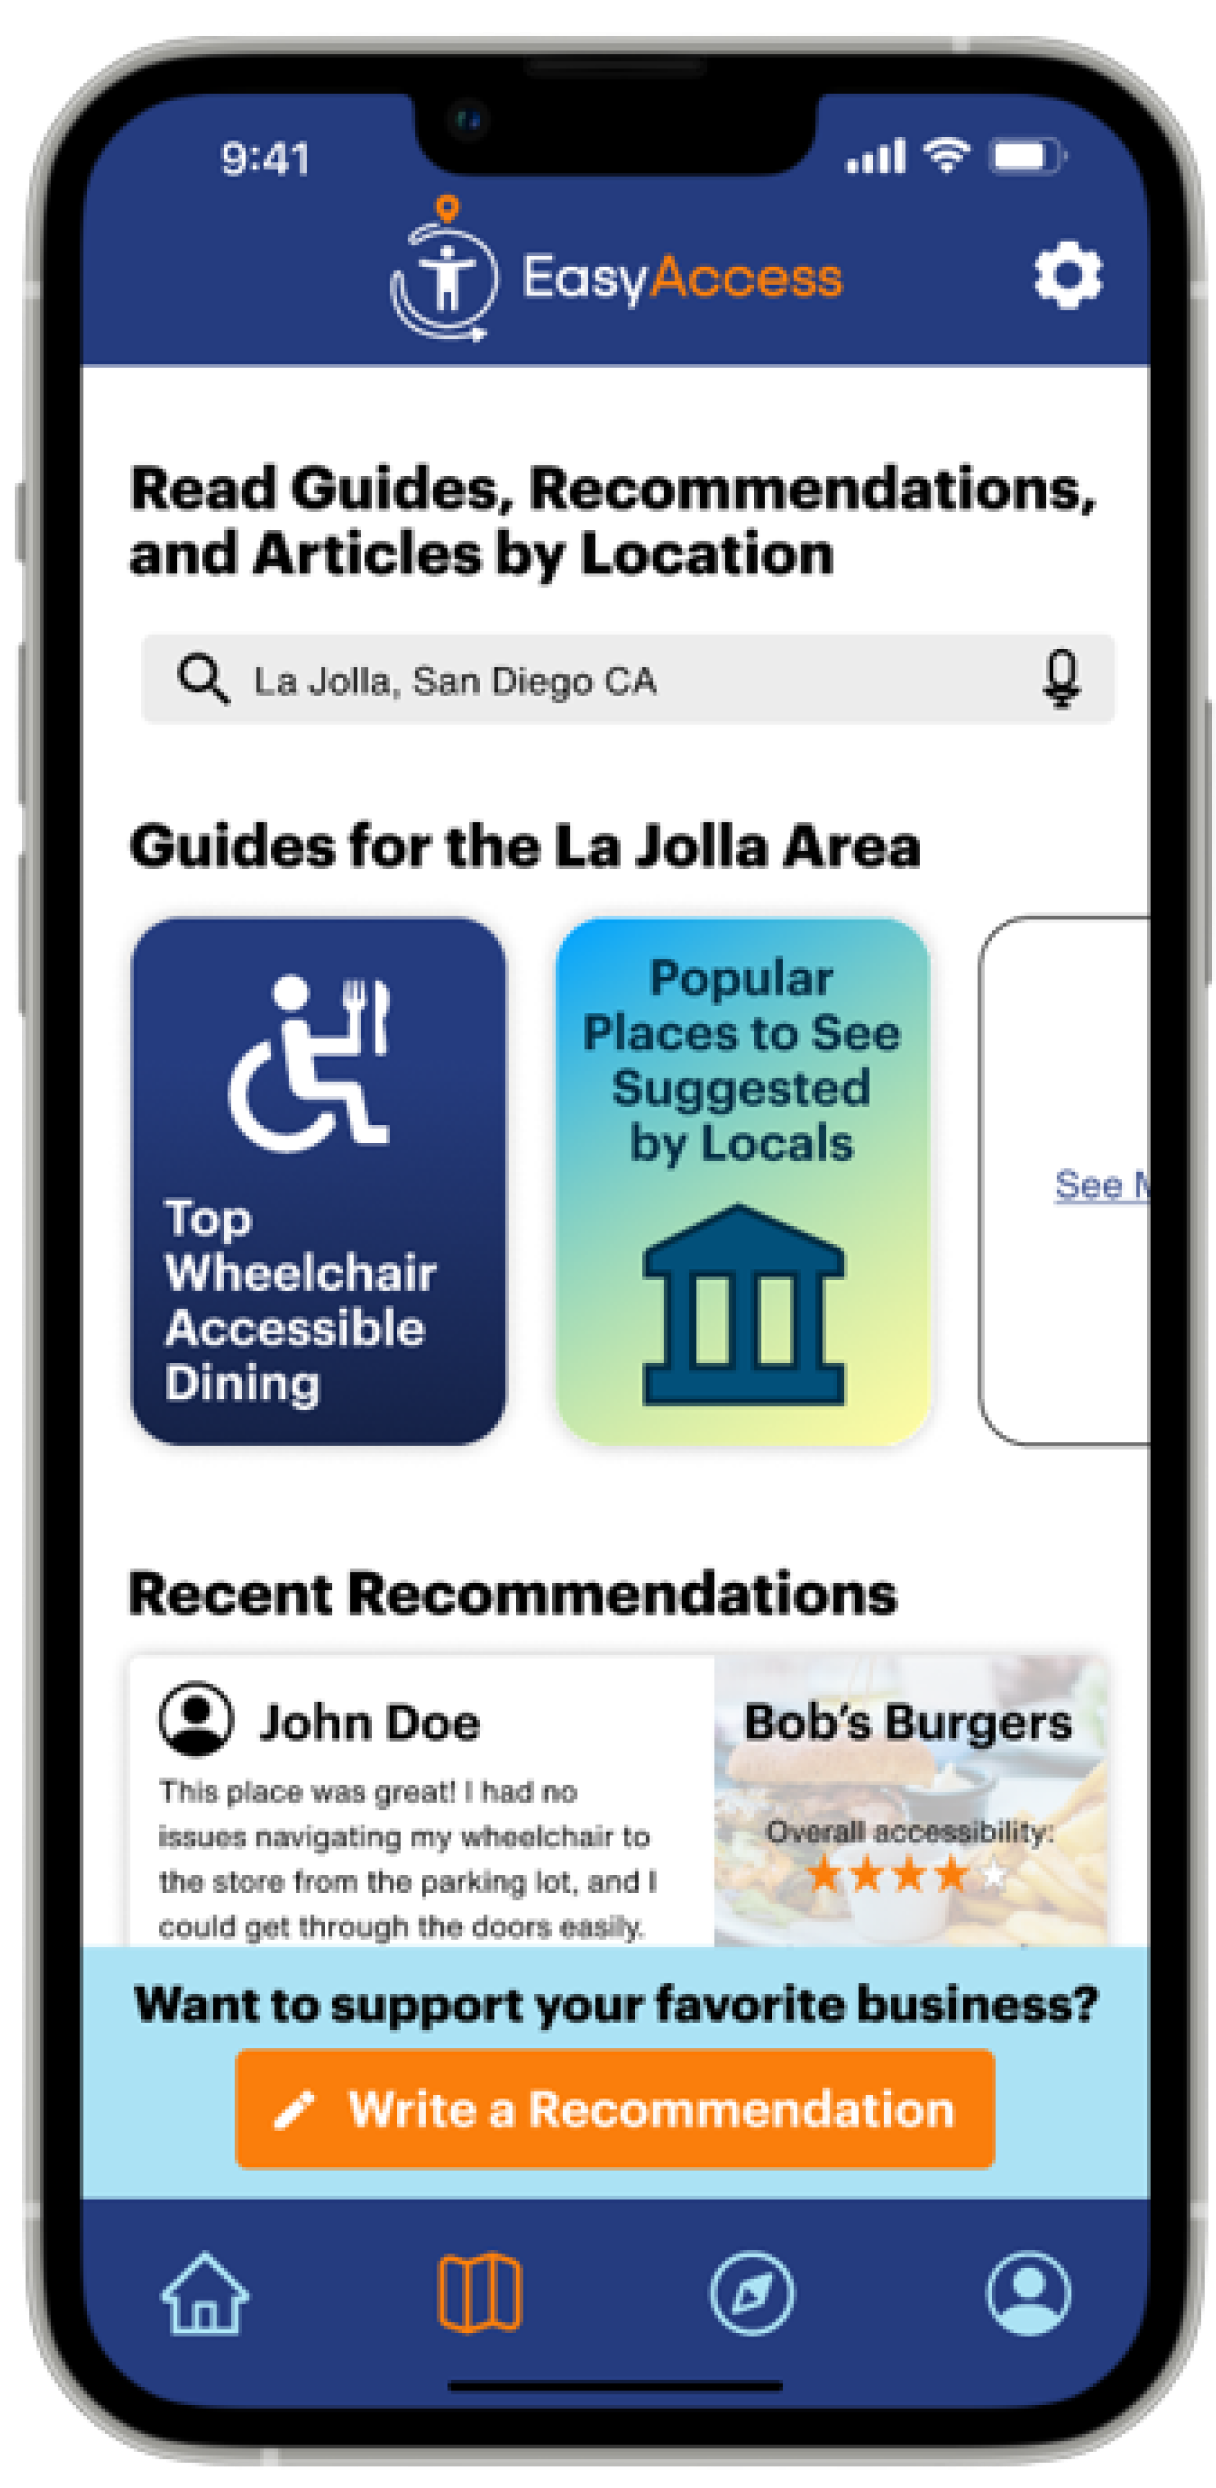 9:41
EasyAccess
Read Guides, Recommendations,
and Articles by Location
La Jolla, San Diego CA
Guides for the La Jolla Area
Top
Wheelchair
Accessible
Dining
Popular
Places to See
Suggested
by Locals
See
Recent Recommendations
John Doe
This place was great! I had no
issues navigating my wheelchair to
the store from the parking lot, and I
could get through the doors easily.
Bob's Burgers
Overall accessibility:
Want to support your favorite business?
Write a Recommendation